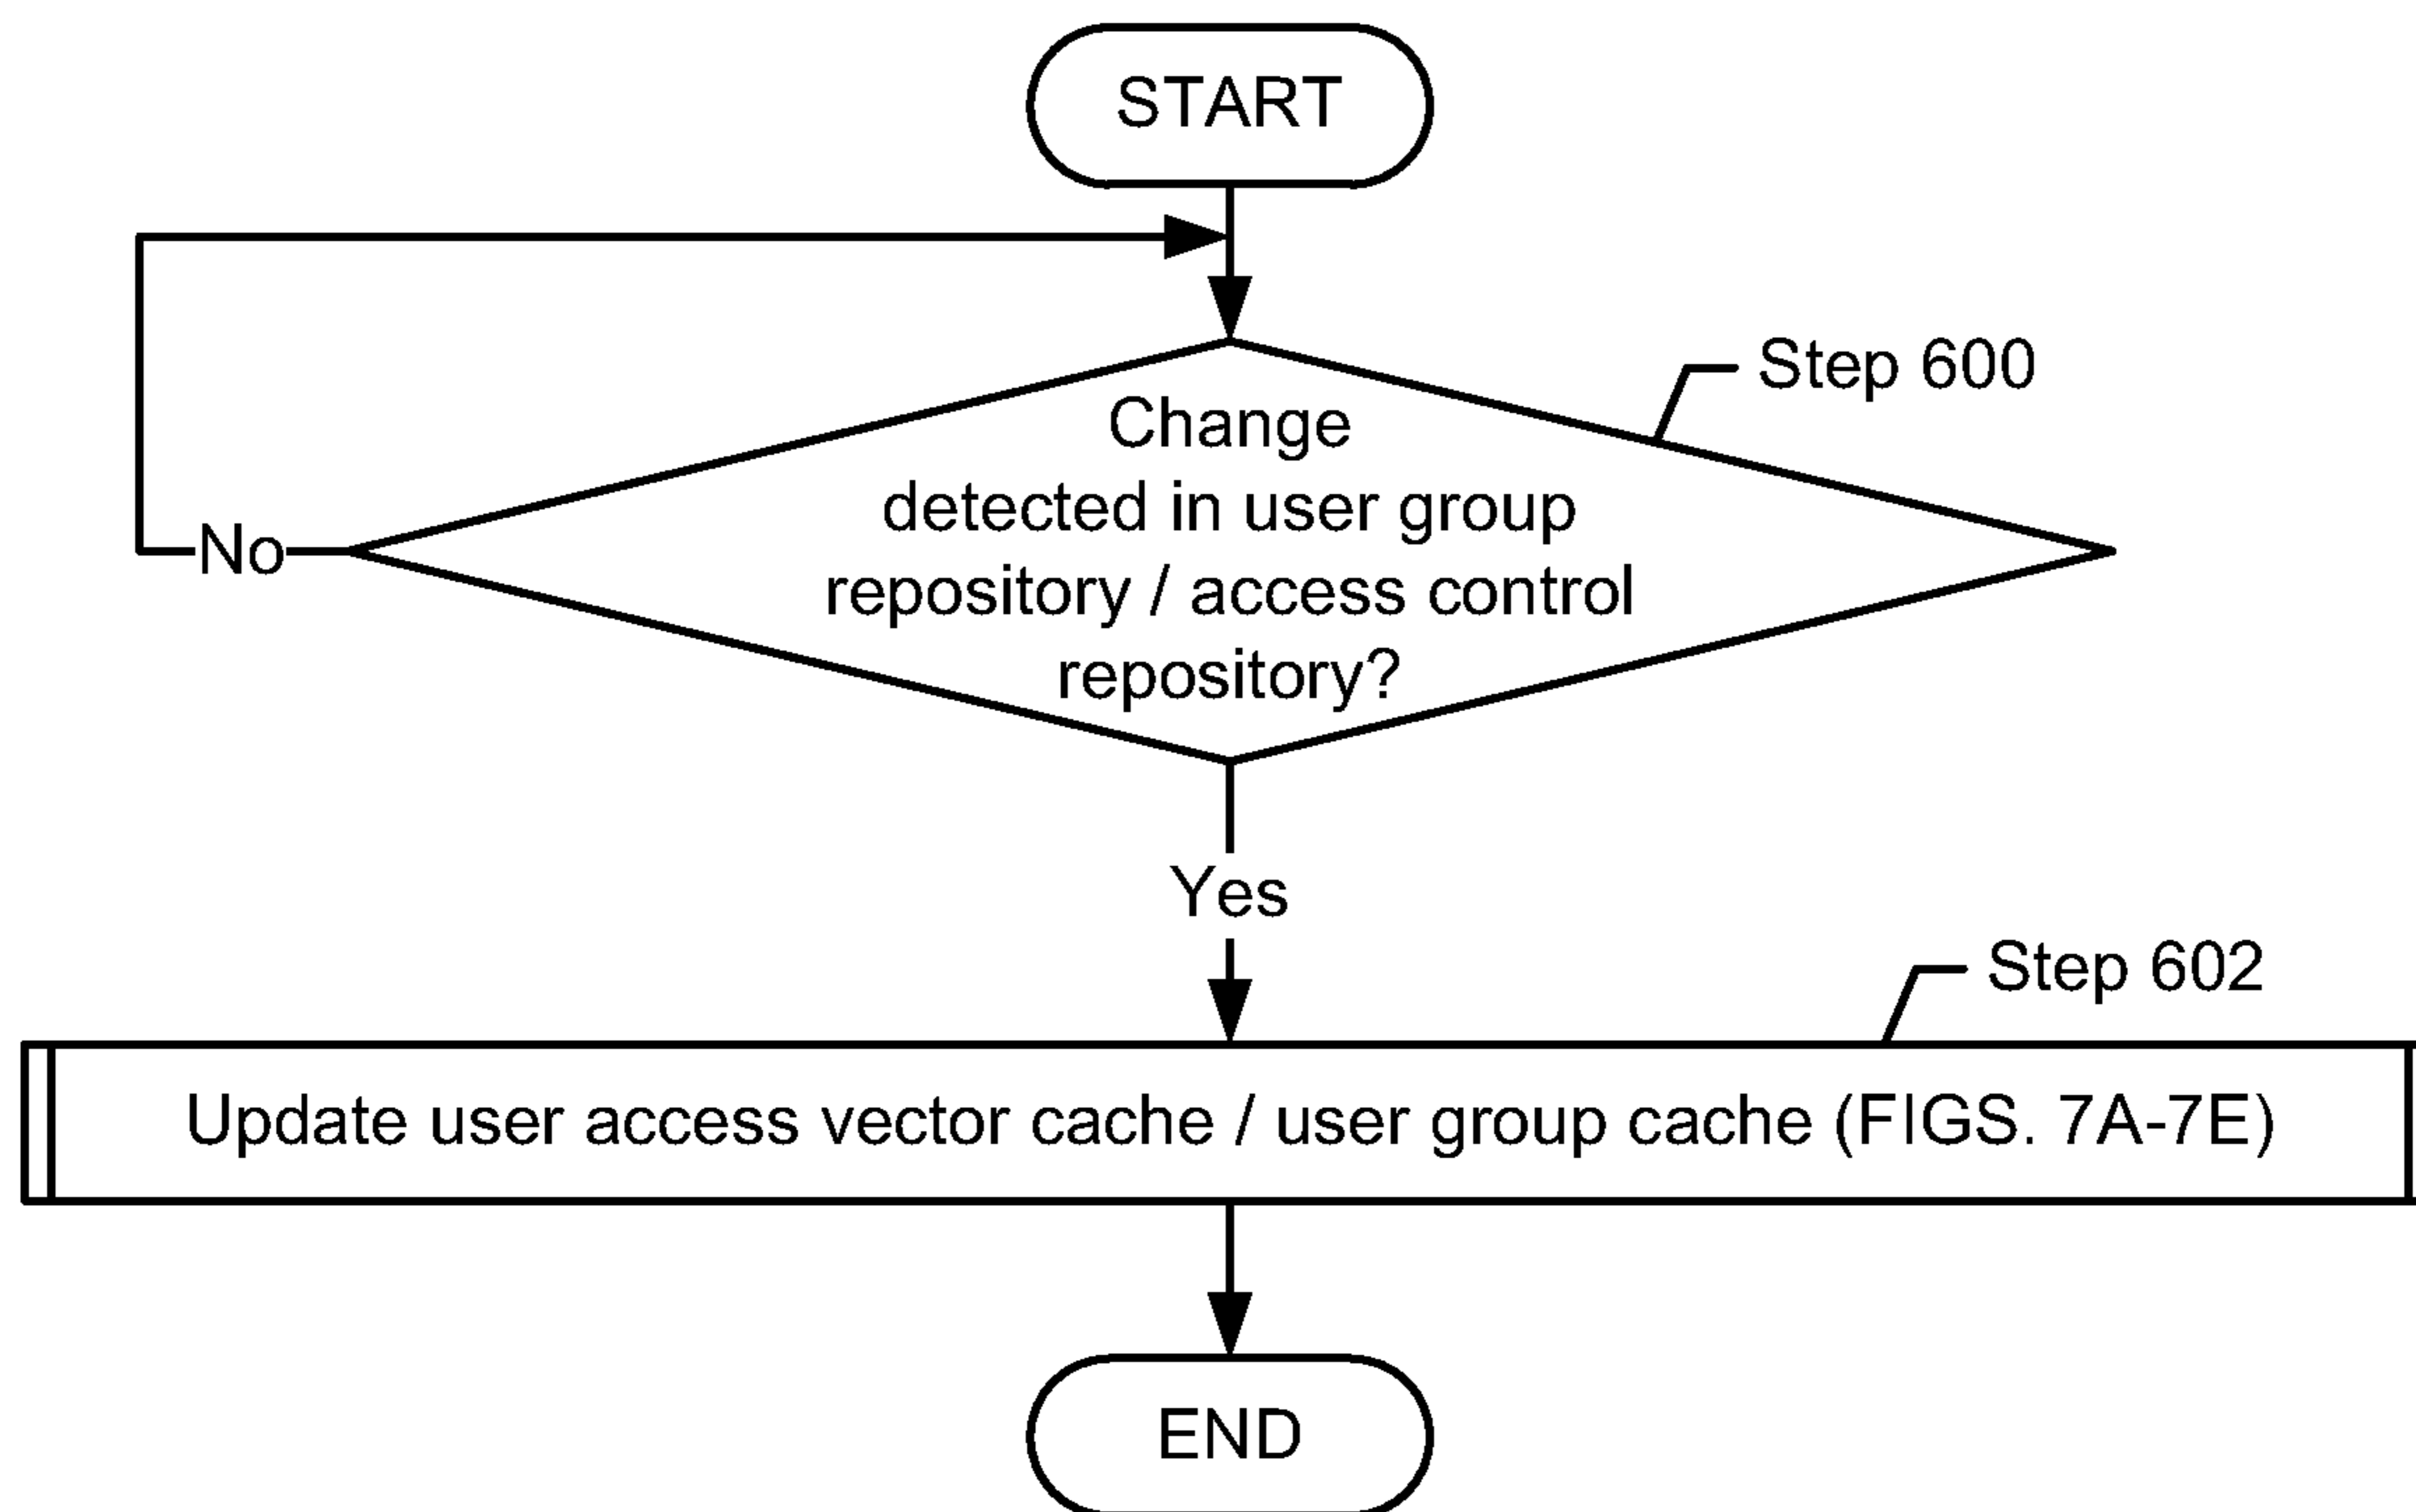 START
Step 600
Change
detected in user group
repository / access control
repository?
No
Yes
Step 602
Update user access vector cache / user group cache (FIGS. 7A-7E)
END